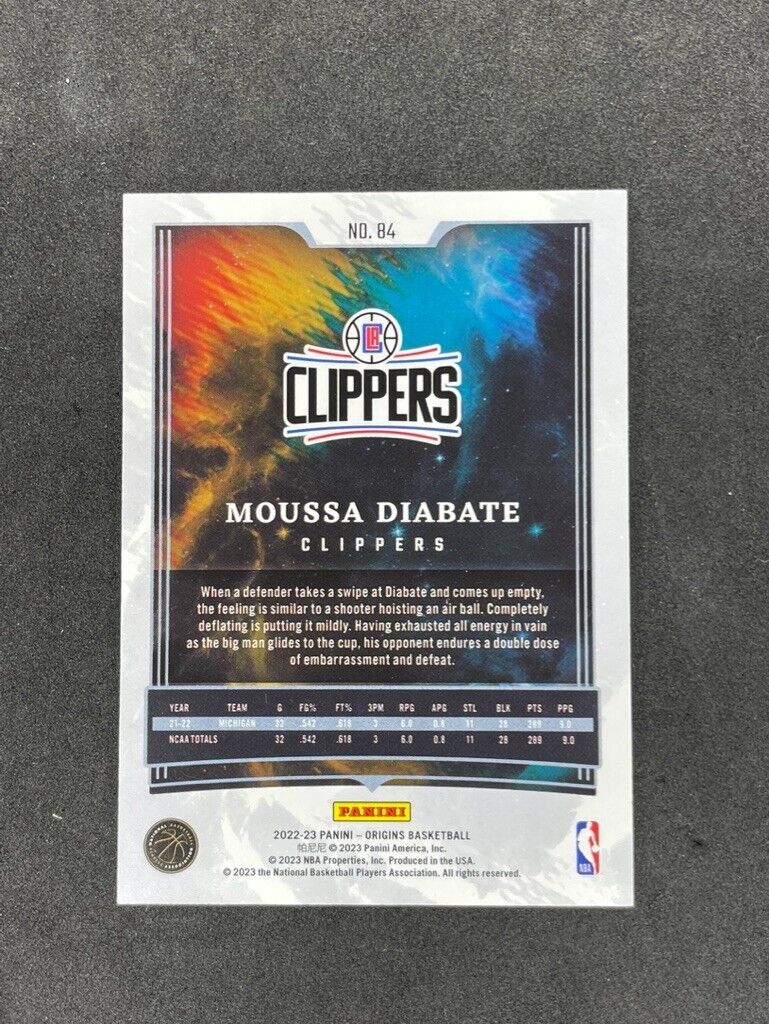 NO. 84
LA
CLIPPERS
MOUSSA DIABATE
CLIPPERS
When a defender takes a swipe at Diabate and comes up empty,
the feeling is similar to a shooter hoisting an air ball. Completely
deflating is putting it mildly. Having exhausted all energy in vain
as the big man glides to the cup, his opponent endures a double dose
of embarrassment and defeat.
YEAR TEAM G FG% FT% 3PM RPG APG STL BLK PTS PPG
21-22 MICHIGAN 32 .542 .618 3 6.0 0.8 11 28 289 9.0
NCAA TOTALS 32 .542 .618 3 6.0 0.8 11 28 289 9.0
PANINI
2022-23 PANINI – ORIGINS BASKETBALL
帕尼尼 © 2023 Panini America, Inc.
© 2023 NBA Properties, Inc. Produced in the USA.
© 2023 the National Basketball Players Association. All rights reserved.
NATIONAL BASKETBALL PLAYERS ASSOCIATION
NBA